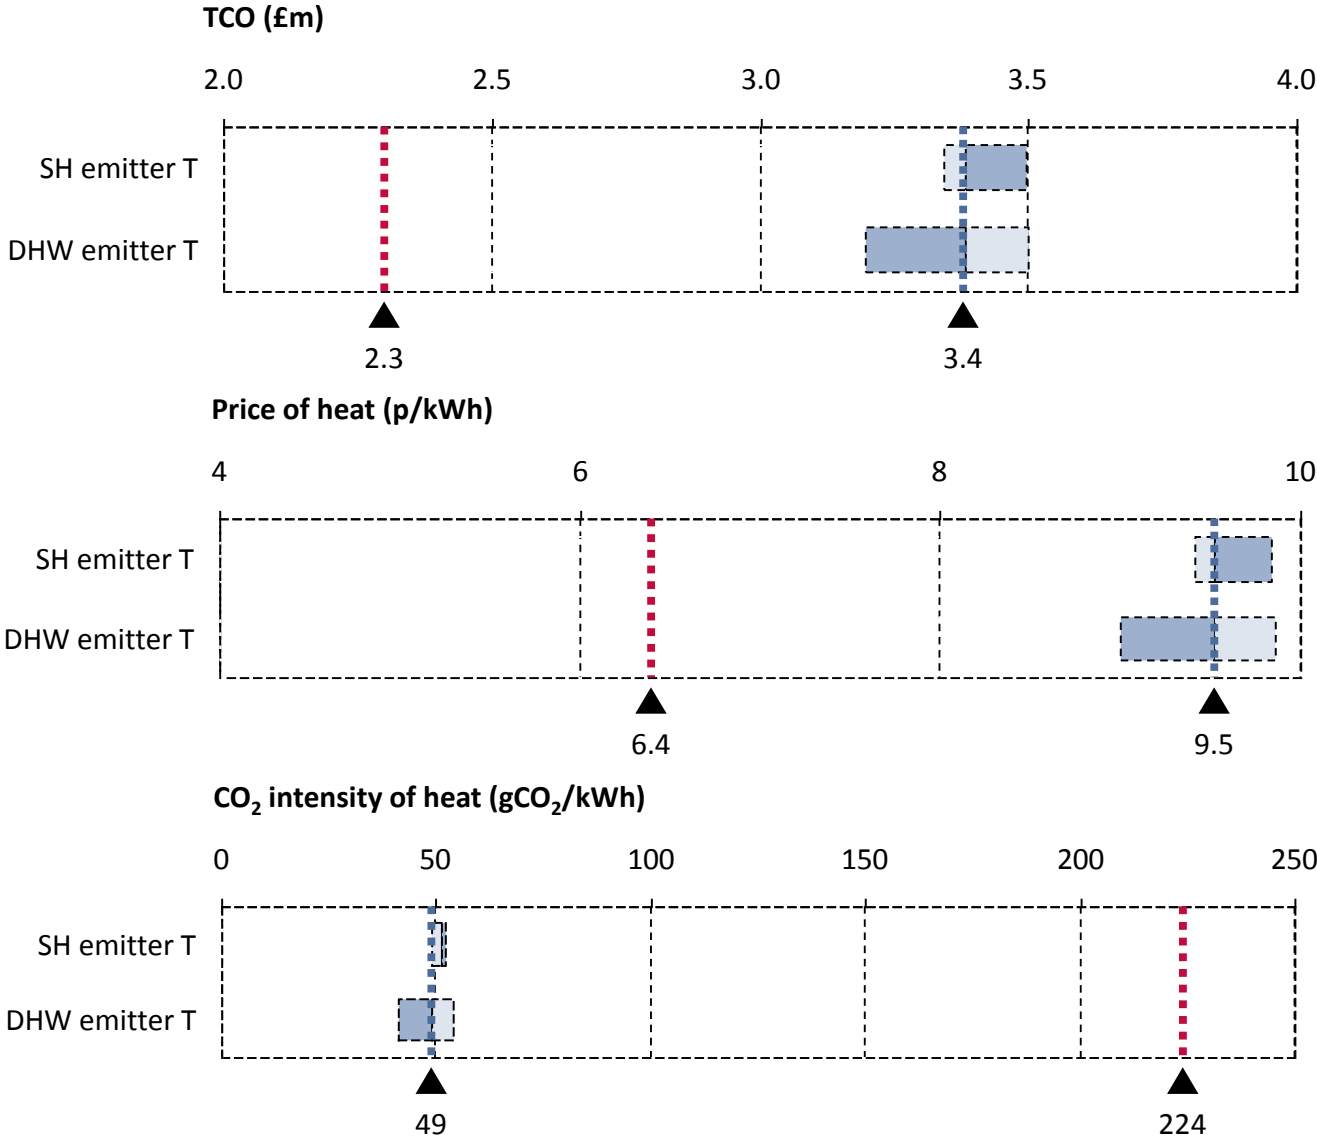 TCO (£m)
2.0 2.5 3.0 3.5 4.0
SH emitter T
DHW emitter T
2.3 3.4
Price of heat (p/kWh)
4 6 8 10
SH emitter T
DHW emitter T
6.4 9.5
CO₂ intensity of heat (gCO₂/kWh)
0 50 100 150 200 250
SH emitter T
DHW emitter T
49 224